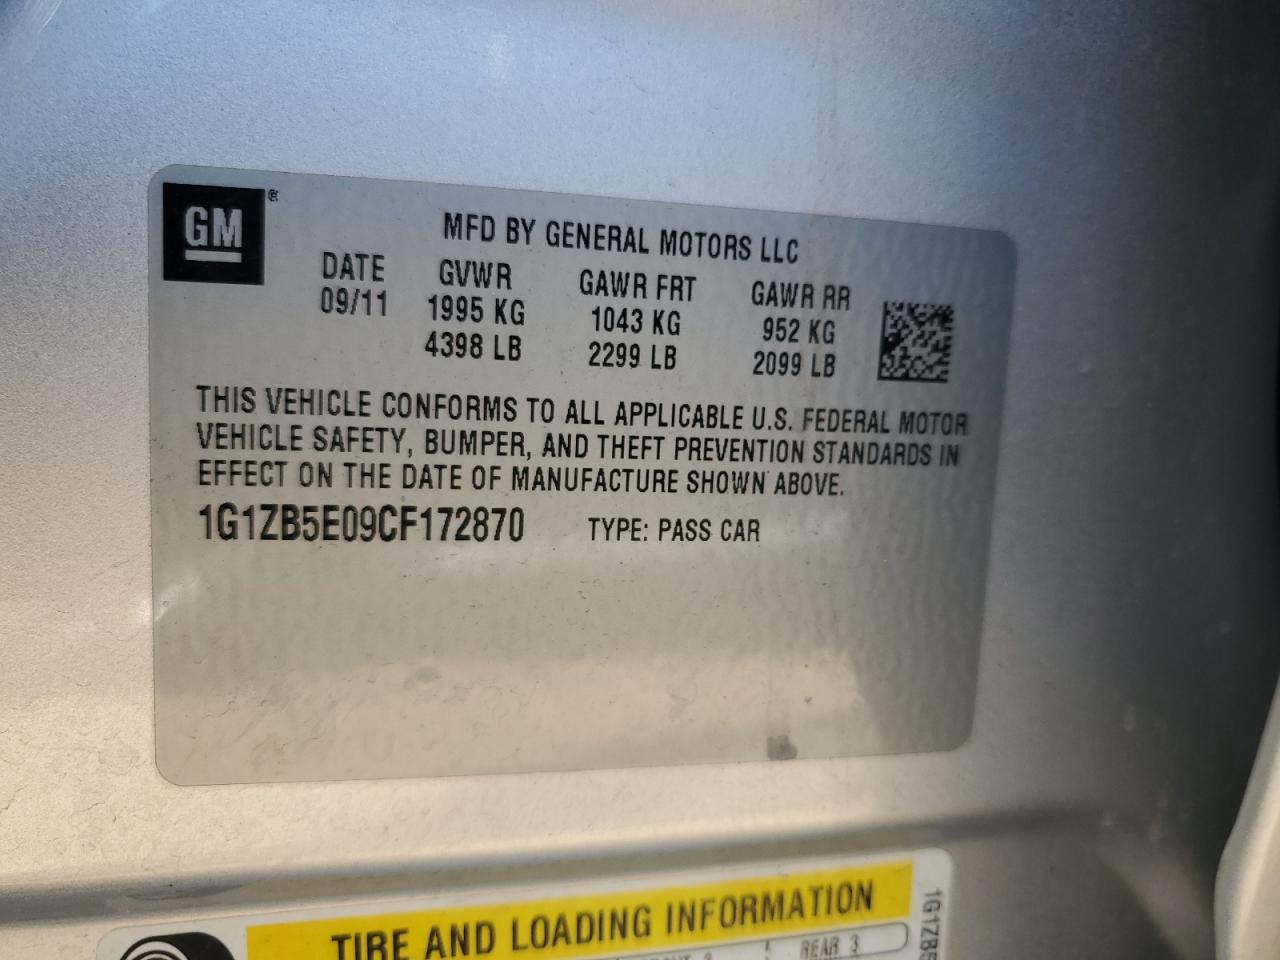 GM®
MFD BY GENERAL MOTORS LLC
DATE GVWR GAWR FRT GAWR RR
09/11 1995 KG 1043 KG 952 KG
4398 LB 2299 LB 2099 LB
THIS VEHICLE CONFORMS TO ALL APPLICABLE U.S. FEDERAL MOTOR
VEHICLE SAFETY, BUMPER, AND THEFT PREVENTION STANDARDS IN
EFFECT ON THE DATE OF MANUFACTURE SHOWN ABOVE.
1G1ZB5E09CF172870 TYPE: PASS CAR
TIRE AND LOADING INFORMATION
REAR 3
1G1ZB5